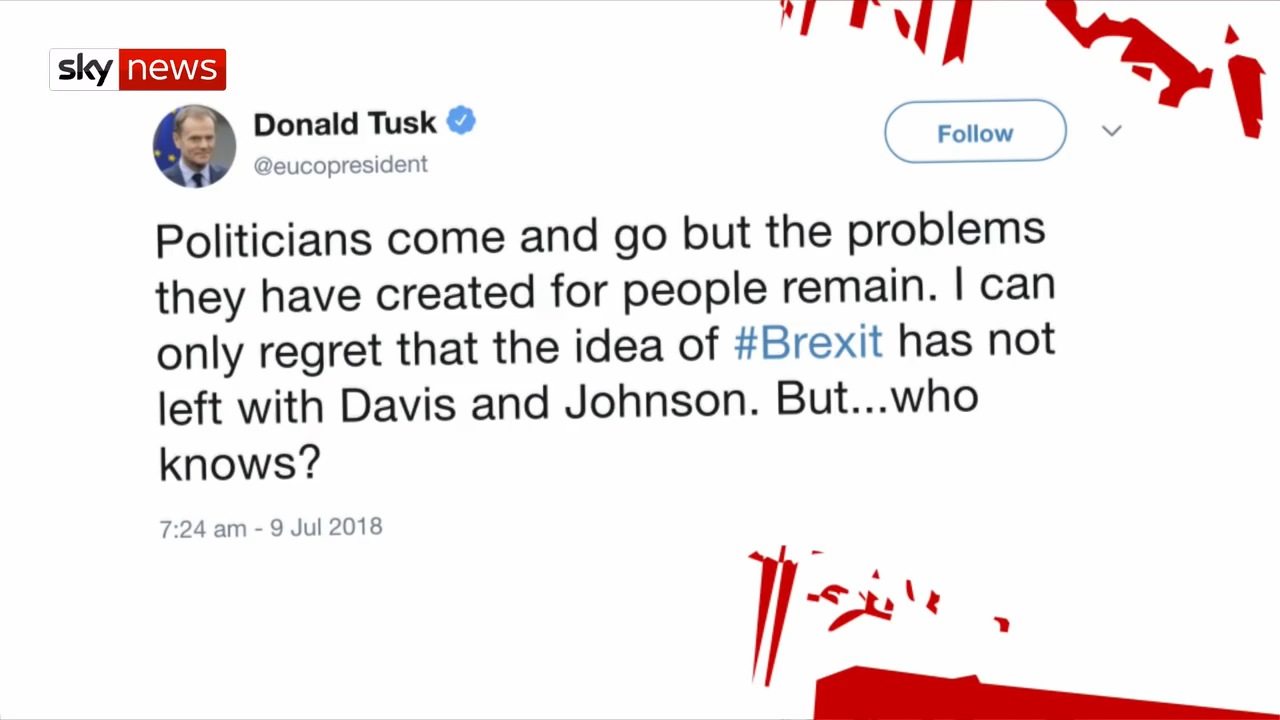 sky news
Donald Tusk
@eucopresident
Follow
Politicians come and go but the problems
they have created for people remain. I can
only regret that the idea of #Brexit has not
left with Davis and Johnson. But...who
knows?
7:24 am - 9 Jul 2018